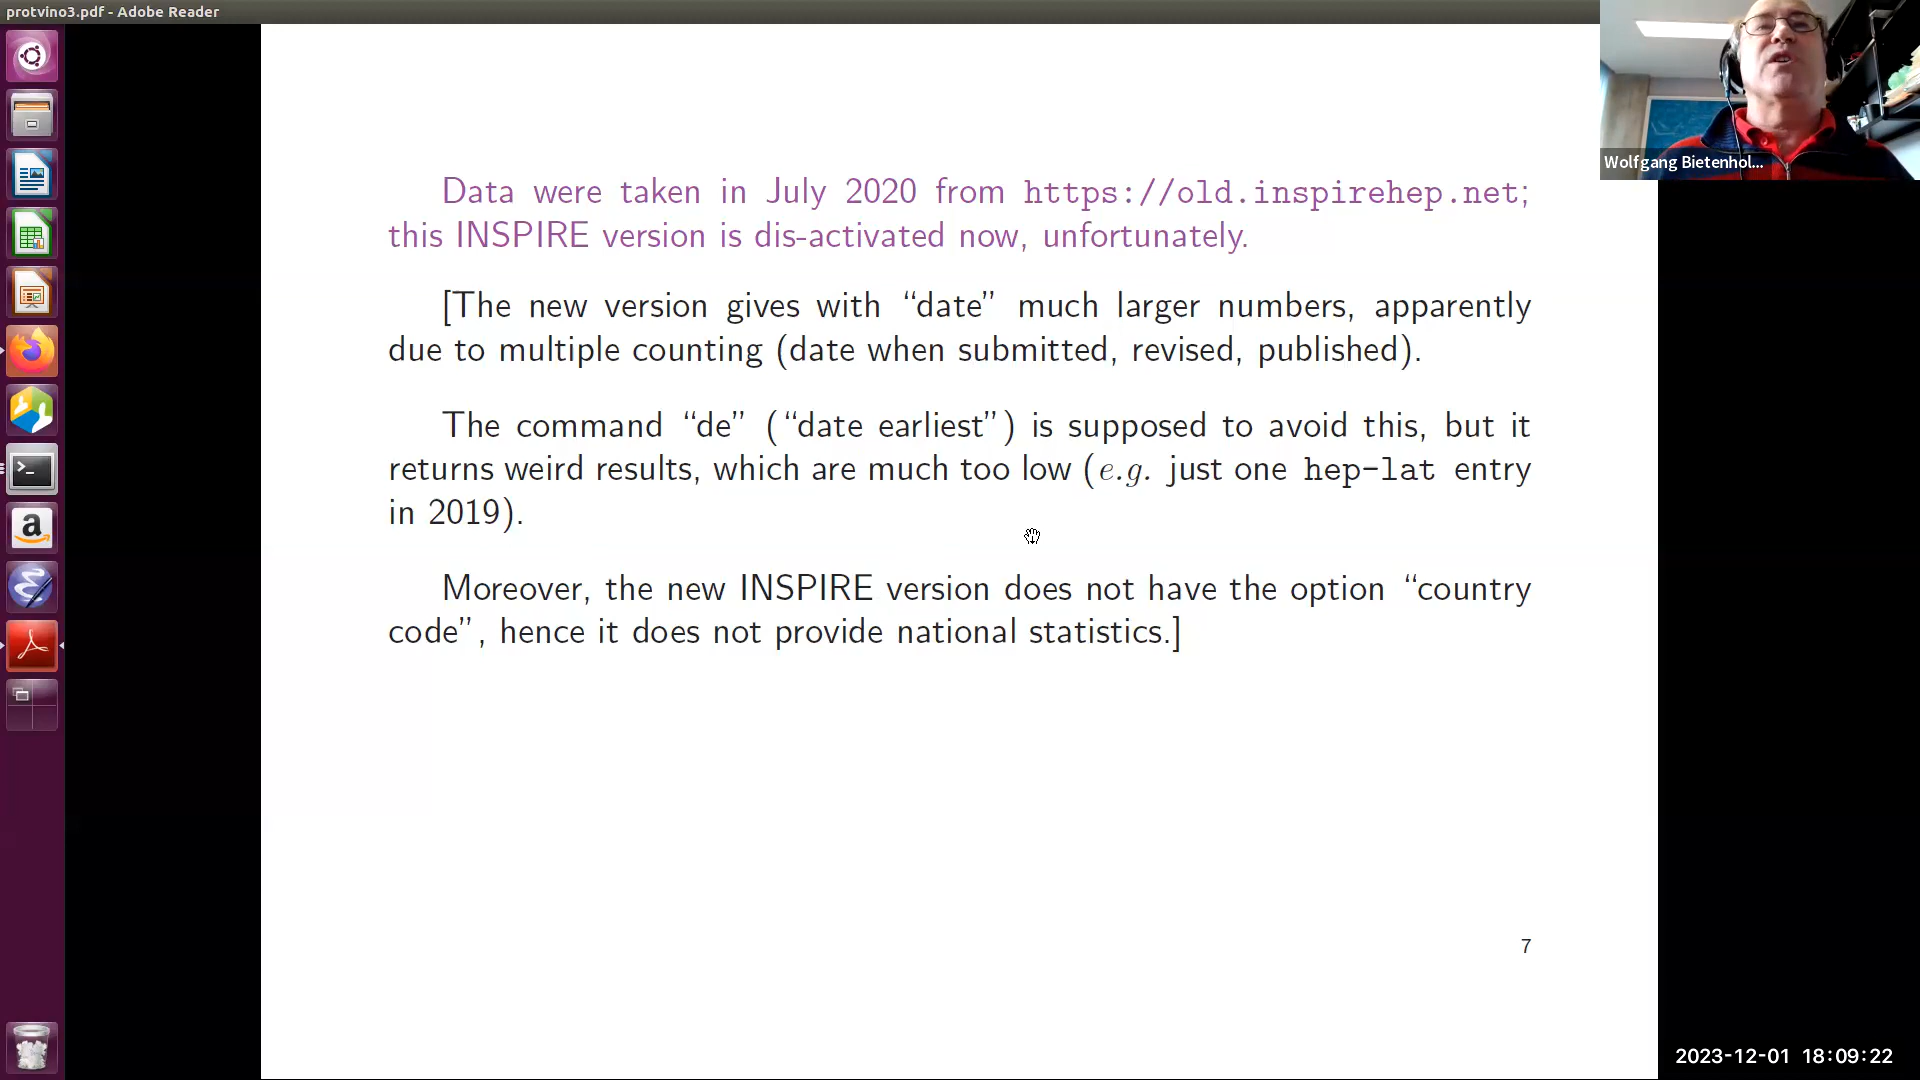 protvino3.pdf - Adobe Reader
Wolfgang Bietenhol...
Data were taken in July 2020 from https://old.inspirehep.net;
this INSPIRE version is dis-activated now, unfortunately.
[The new version gives with “date” much larger numbers, apparently
due to multiple counting (date when submitted, revised, published).
The command “de” (“date earliest”) is supposed to avoid this, but it
returns weird results, which are much too low (e.g. just one hep-lat entry
in 2019).
Moreover, the new INSPIRE version does not have the option “country
code”, hence it does not provide national statistics.]
7
2023-12-01 18:09:22